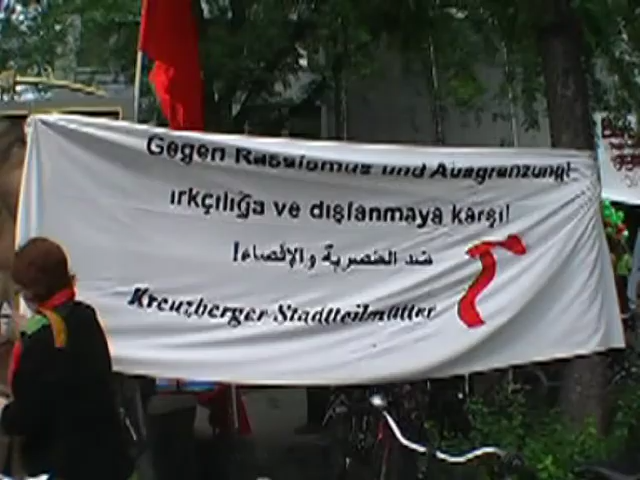 Gegen Rassismus und Ausgrenzung!
ırkçılığa ve dışlanmaya karşı!
ضد العنصرية والإقصاء!
Kreuzberger Stadtteilmütter